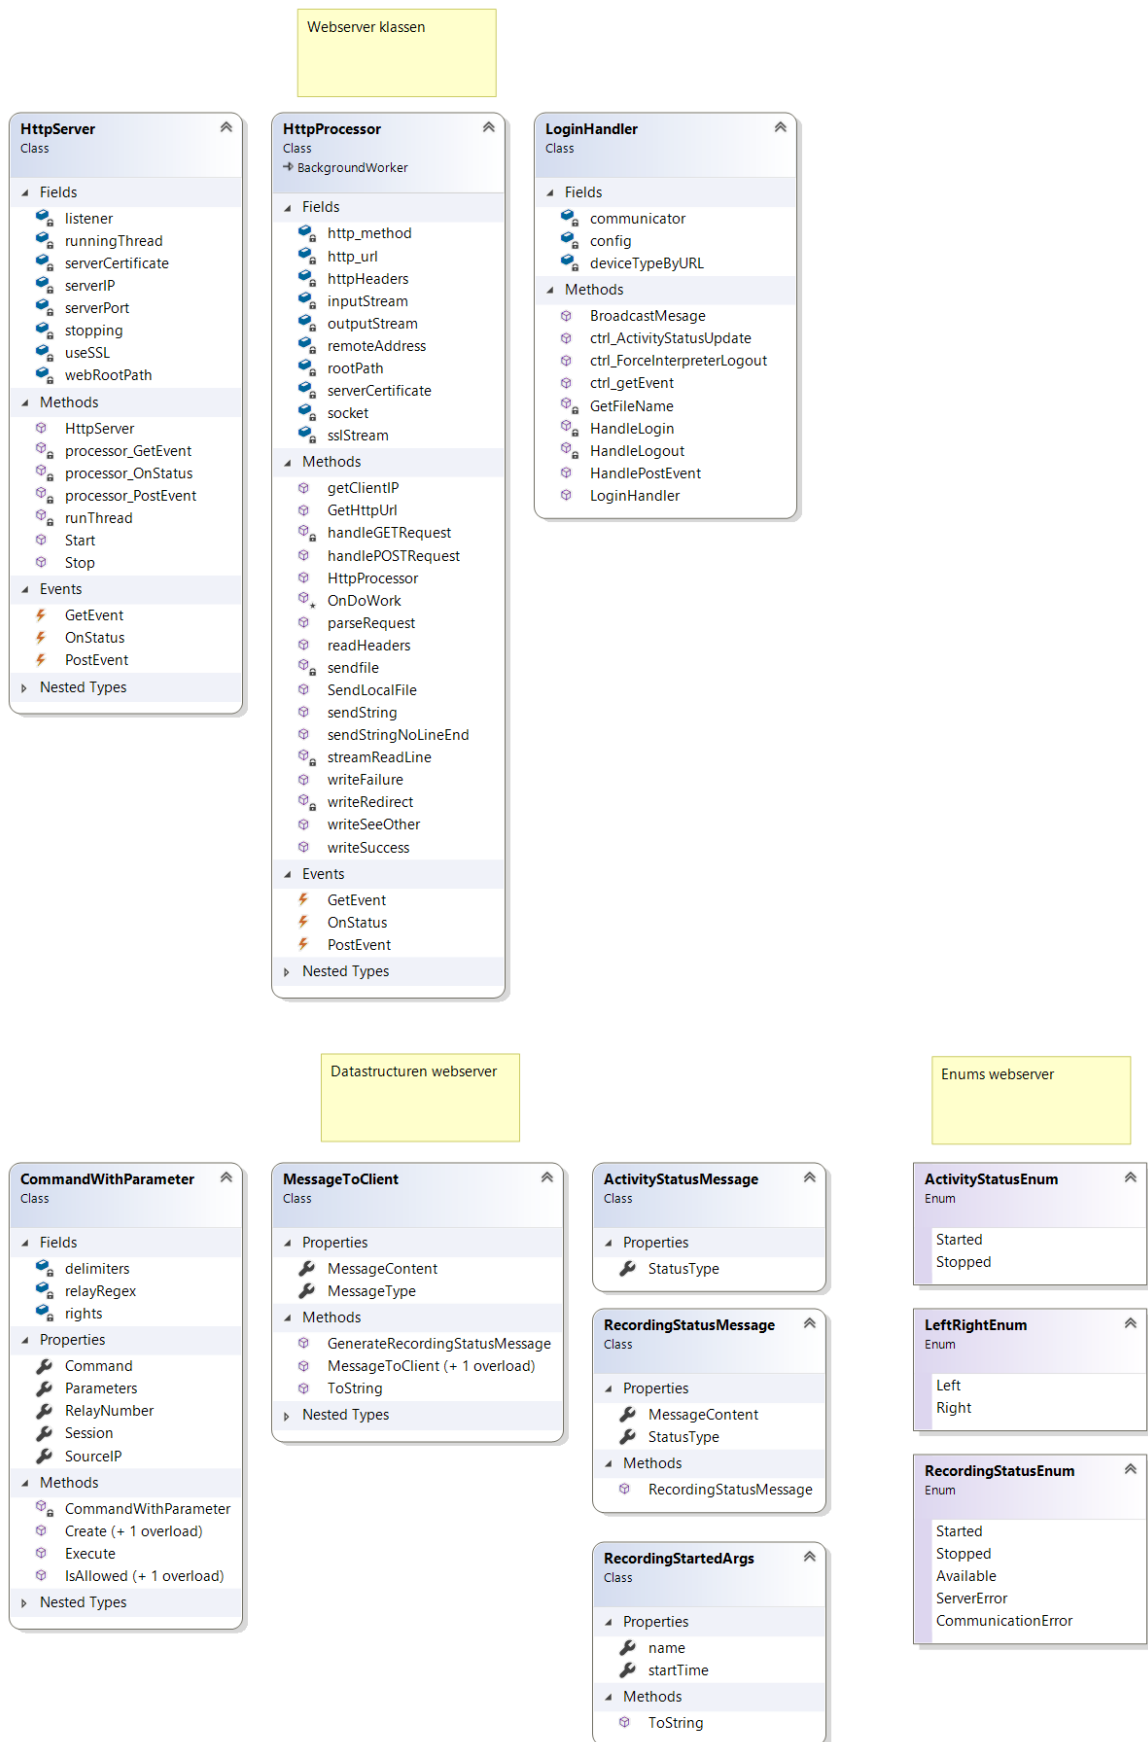 Webserver klassen
HttpServer
Class
Fields
listener
runningThread
serverCertificate
serverIP
serverPort
stopping
useSSL
webRootPath
Methods
HttpServer
processor_GetEvent
processor_OnStatus
processor_PostEvent
runThread
Start
Stop
Events
GetEvent
OnStatus
PostEvent
Nested Types
HttpProcessor
Class
BackgroundWorker
Fields
http_method
http_url
httpHeaders
inputStream
outputStream
remoteAddress
rootPath
serverCertificate
socket
sslStream
Methods
getClientIP
GetHttpUrl
handleGETRequest
handlePOSTRequest
HttpProcessor
OnDoWork
parseRequest
readHeaders
sendfile
SendLocalFile
sendString
sendStringNoLineEnd
streamReadLine
writeFailure
writeRedirect
writeSeeOther
writeSuccess
Events
GetEvent
OnStatus
PostEvent
Nested Types
LoginHandler
Class
Fields
communicator
config
deviceTypeByURL
Methods
BroadcastMesage
ctrl_ActivityStatusUpdate
ctrl_ForceInterpreterLogout
ctrl_getEvent
GetFileName
HandleLogin
HandleLogout
HandlePostEvent
LoginHandler
Datastructuren webserver
Enums webserver
CommandWithParameter
Class
Fields
delimiters
relayRegex
rights
Properties
Command
Parameters
RelayNumber
Session
SourceIP
Methods
CommandWithParameter
Create (+ 1 overload)
Execute
IsAllowed (+ 1 overload)
Nested Types
MessageToClient
Class
Properties
MessageContent
MessageType
Methods
GenerateRecordingStatusMessage
MessageToClient (+ 1 overload)
ToString
Nested Types
ActivityStatusMessage
Class
Properties
StatusType
RecordingStatusMessage
Class
Properties
MessageContent
StatusType
Methods
RecordingStatusMessage
RecordingStartedArgs
Class
Properties
name
startTime
Methods
ToString
ActivityStatusEnum
Enum
Started
Stopped
LeftRightEnum
Enum
Left
Right
RecordingStatusEnum
Enum
Started
Stopped
Available
ServerError
CommunicationError